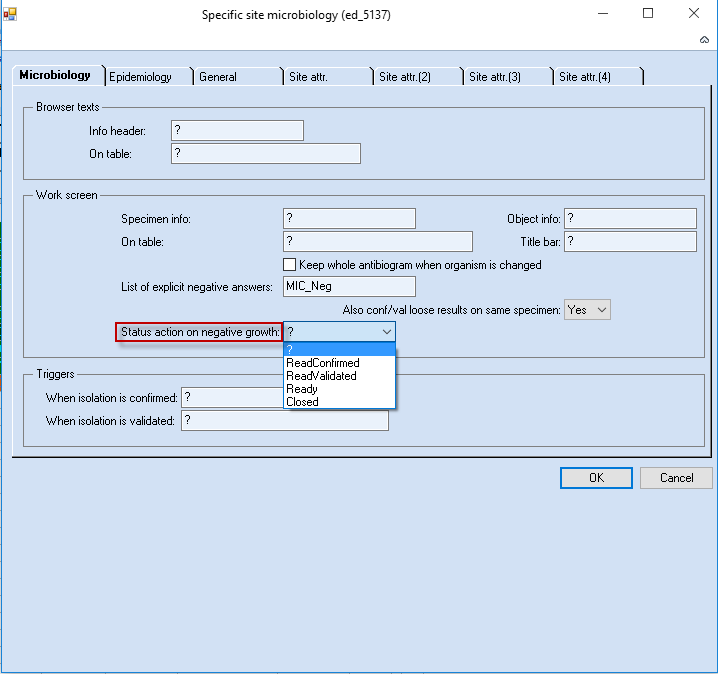 Specific site microbiology (ed_5137)
Microbiology Epidemiology General Site attr. Site attr.(2) Site attr.(3) Site attr.(4)
Browser texts
Info header: ?
On table: ?
Work screen
Specimen info: ? Object info: ?
On table: ? Title bar: ?
Keep whole antibiogram when organism is changed
List of explicit negative answers: MIC_Neg
Also conf/val loose results on same specimen: Yes
Status action on negative growth: ?
?
ReadConfirmed
ReadValidated
Ready
Closed
Triggers
When isolation is confirmed: ?
When isolation is validated: ?
OK Cancel